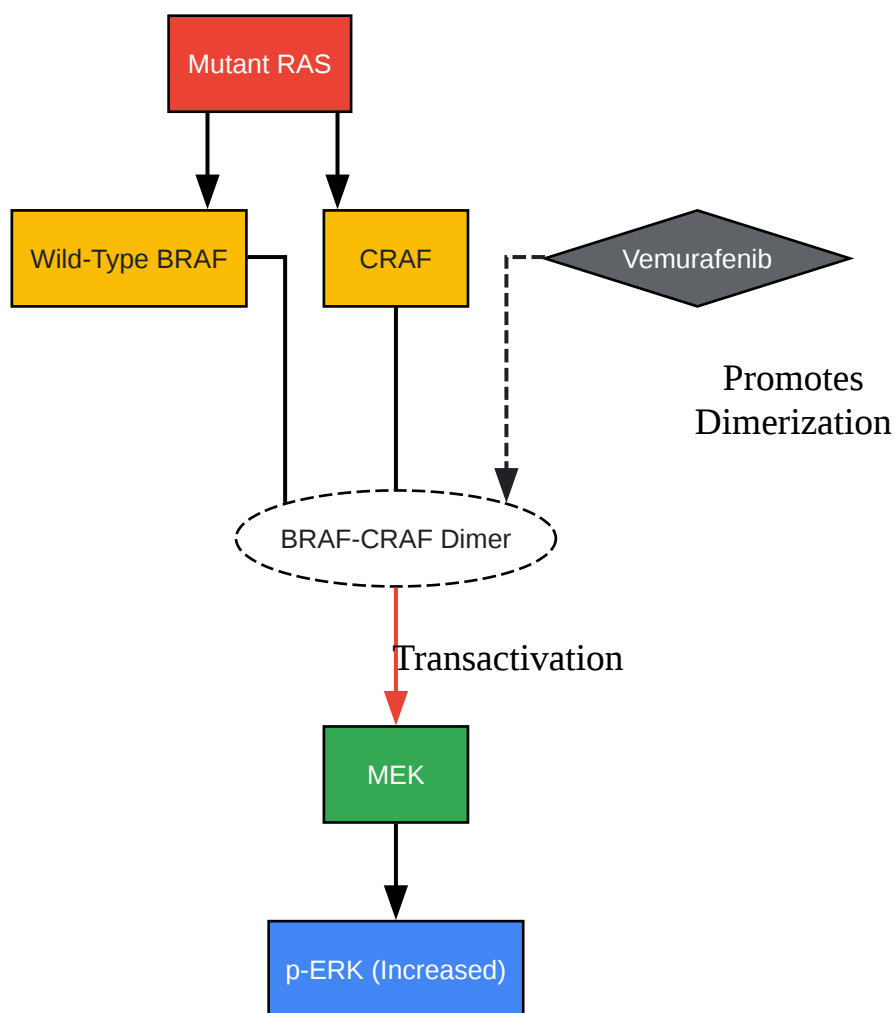 Mutant RAS
Wild-Type BRAF
CRAF
Vemurafenib
Promotes
Dimerization
BRAF-CRAF Dimer
Transactivation
MEK
p-ERK (Increased)